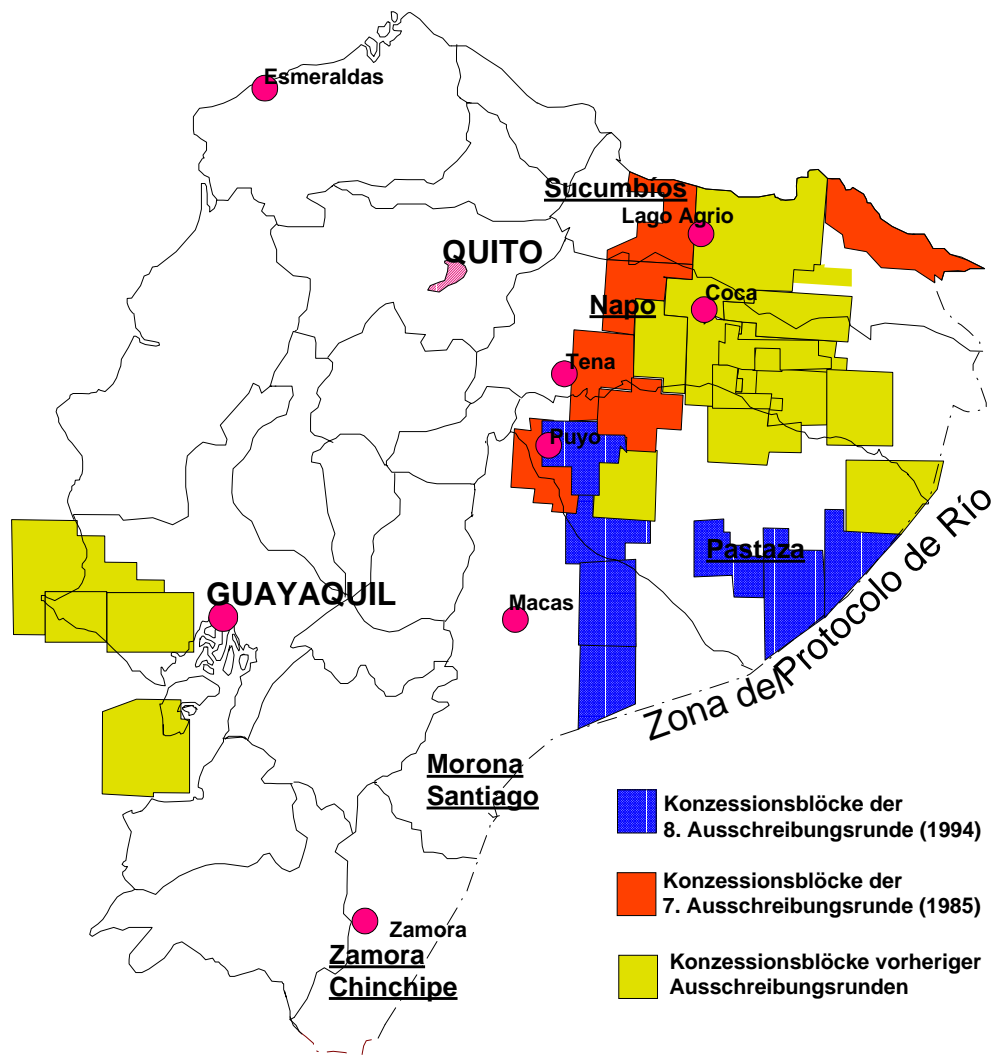 Esmeraldas
Sucumbíos
Lago Agrio
QUITO
Coca
Napo
Tena
Puyo
Pastaza
GUAYAQUIL
Macas
Zona del Protocolo de Río
Morona
Santiago
Konzessionsblöcke der
8. Ausschreibungsrunde (1994)
Konzessionsblöcke der
7. Ausschreibungsrunde (1985)
Zamora
Zamora
Chinchipe
Konzessionsblöcke vorheriger
Ausschreibungsrunden